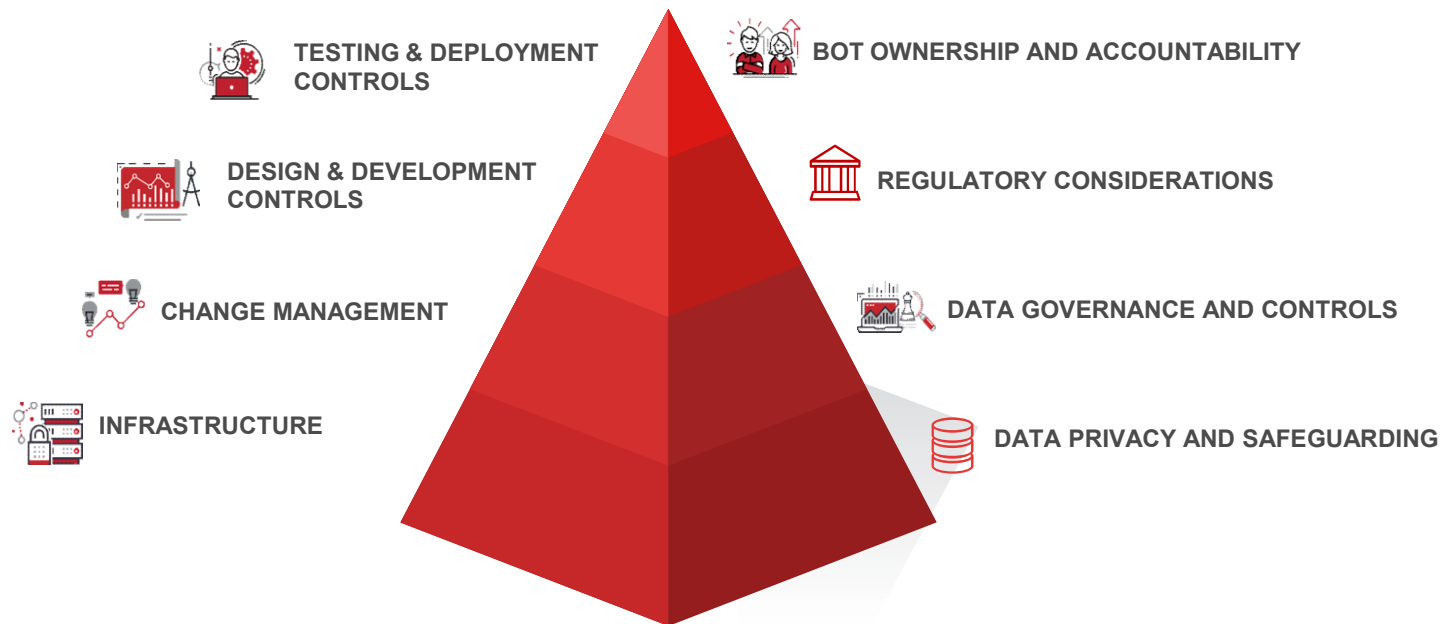 TESTING & DEPLOYMENT
CONTROLS
BOT OWNERSHIP AND ACCOUNTABILITY
DESIGN & DEVELOPMENT
CONTROLS
REGULATORY CONSIDERATIONS
CHANGE MANAGEMENT
DATA GOVERNANCE AND CONTROLS
INFRASTRUCTURE
DATA PRIVACY AND SAFEGUARDING